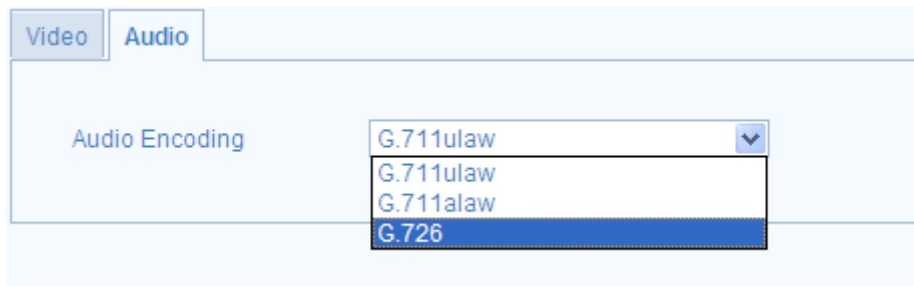 Video Audio
Audio Encoding G.711ulaw
G.711ulaw
G.711alaw
G.726